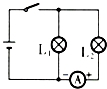 L₁ L₂
− A +